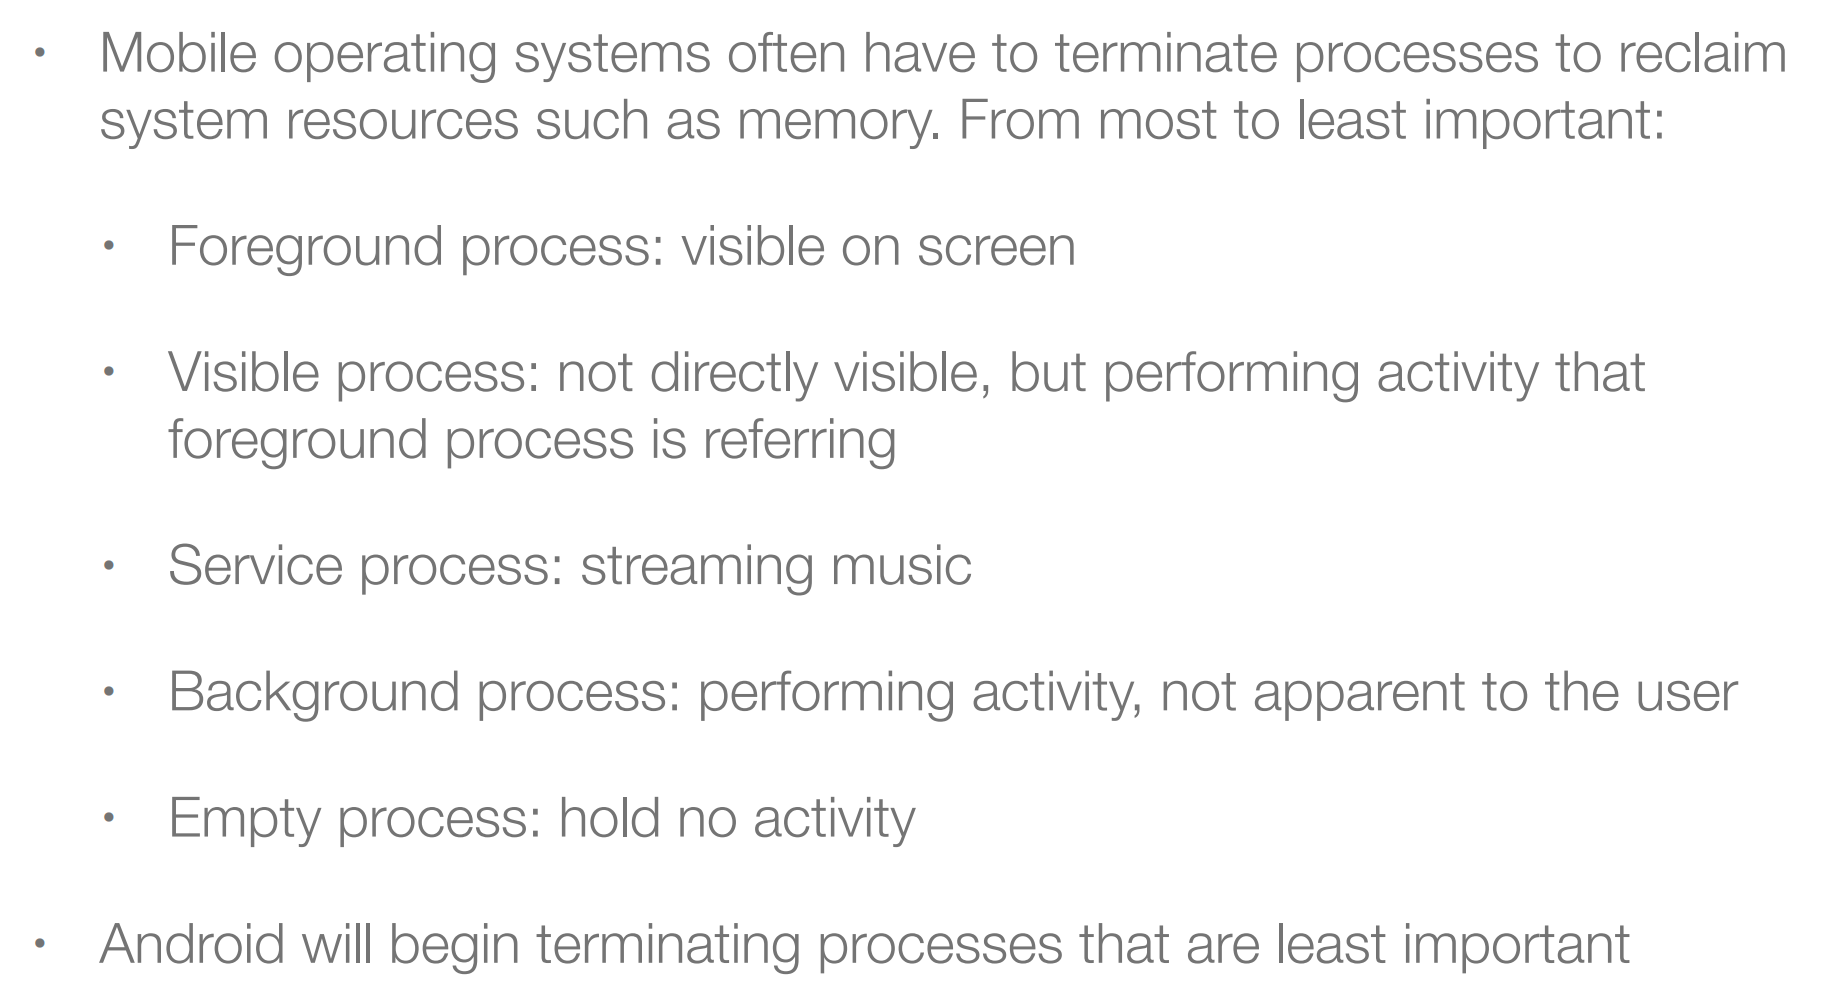 • Mobile operating systems often have to terminate processes to reclaim
system resources such as memory. From most to least important:
• Foreground process: visible on screen
• Visible process: not directly visible, but performing activity that
foreground process is referring
• Service process: streaming music
• Background process: performing activity, not apparent to the user
• Empty process: hold no activity
• Android will begin terminating processes that are least important